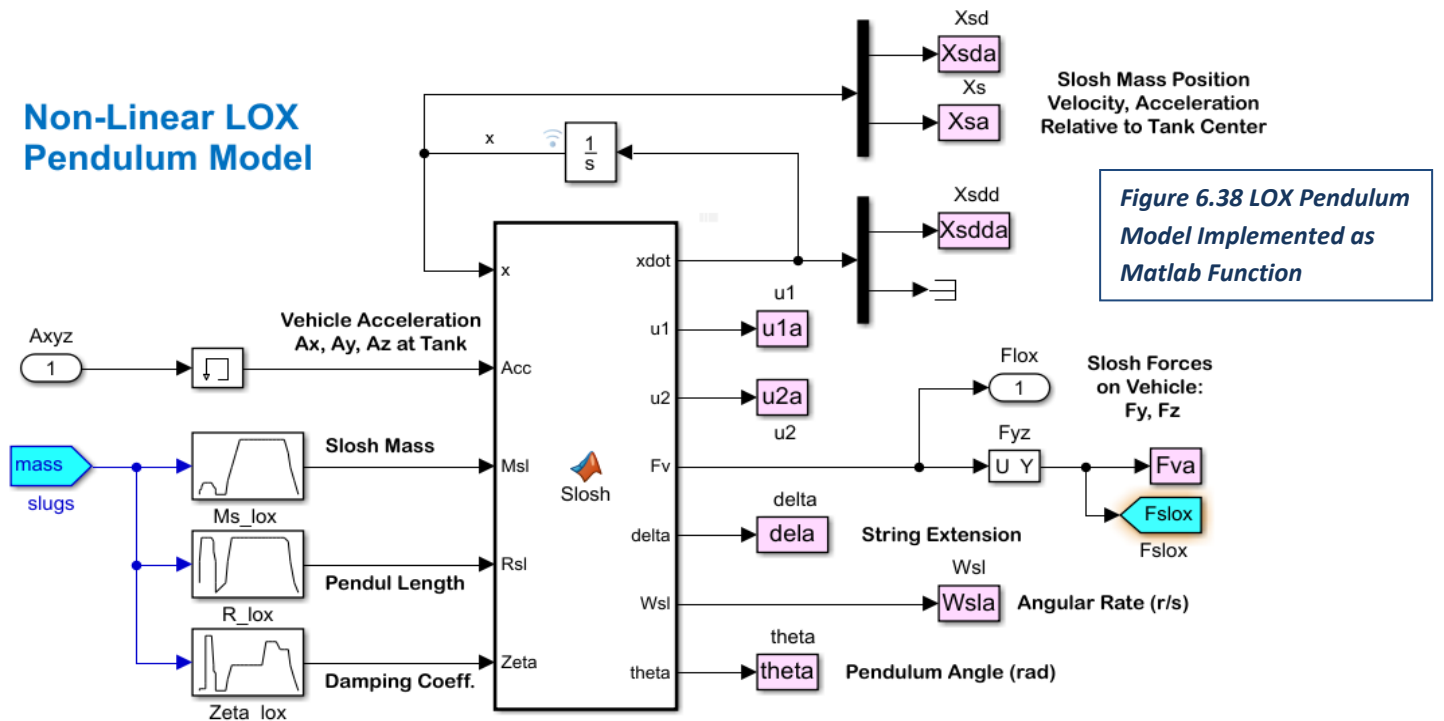 Non-Linear LOX
Pendulum Model
Xsd
Xsda
Xs
Xsa
Slosh Mass Position
Velocity, Acceleration
Relative to Tank Center
x
1
s
Xsdd
Xsdda
Figure 6.38 LOX Pendulum
Model Implemented as
Matlab Function
Axyz
1
Vehicle Acceleration
Ax, Ay, Az at Tank
mass
slugs
Slosh Mass
Ms_lox
Pendul Length
R_lox
Damping Coeff.
Zeta_lox
x
Acc
Msl
Rsl
Zeta
Slosh
xdot
u1
u2
Fv
delta
Wsl
theta
u1
u1a
u2a
u2
Flox
1
Slosh Forces
on Vehicle:
Fy, Fz
Fyz
U Y
Fva
Fslox
Fslox
delta
dela
String Extension
Wsl
Wsla
Angular Rate (r/s)
theta
theta
Pendulum Angle (rad)